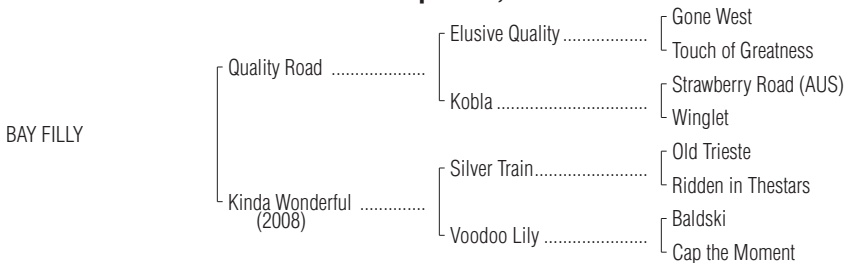 Gone West
Elusive Quality ..................
Touch of Greatness
Quality Road ....................
Strawberry Road (AUS)
Kobla ................................
Winglet
BAY FILLY
Old Trieste
Silver Train........................
Ridden in Thestars
Kinda Wonderful ..............
(2008)
Baldski
Voodoo Lily ......................
Cap the Moment